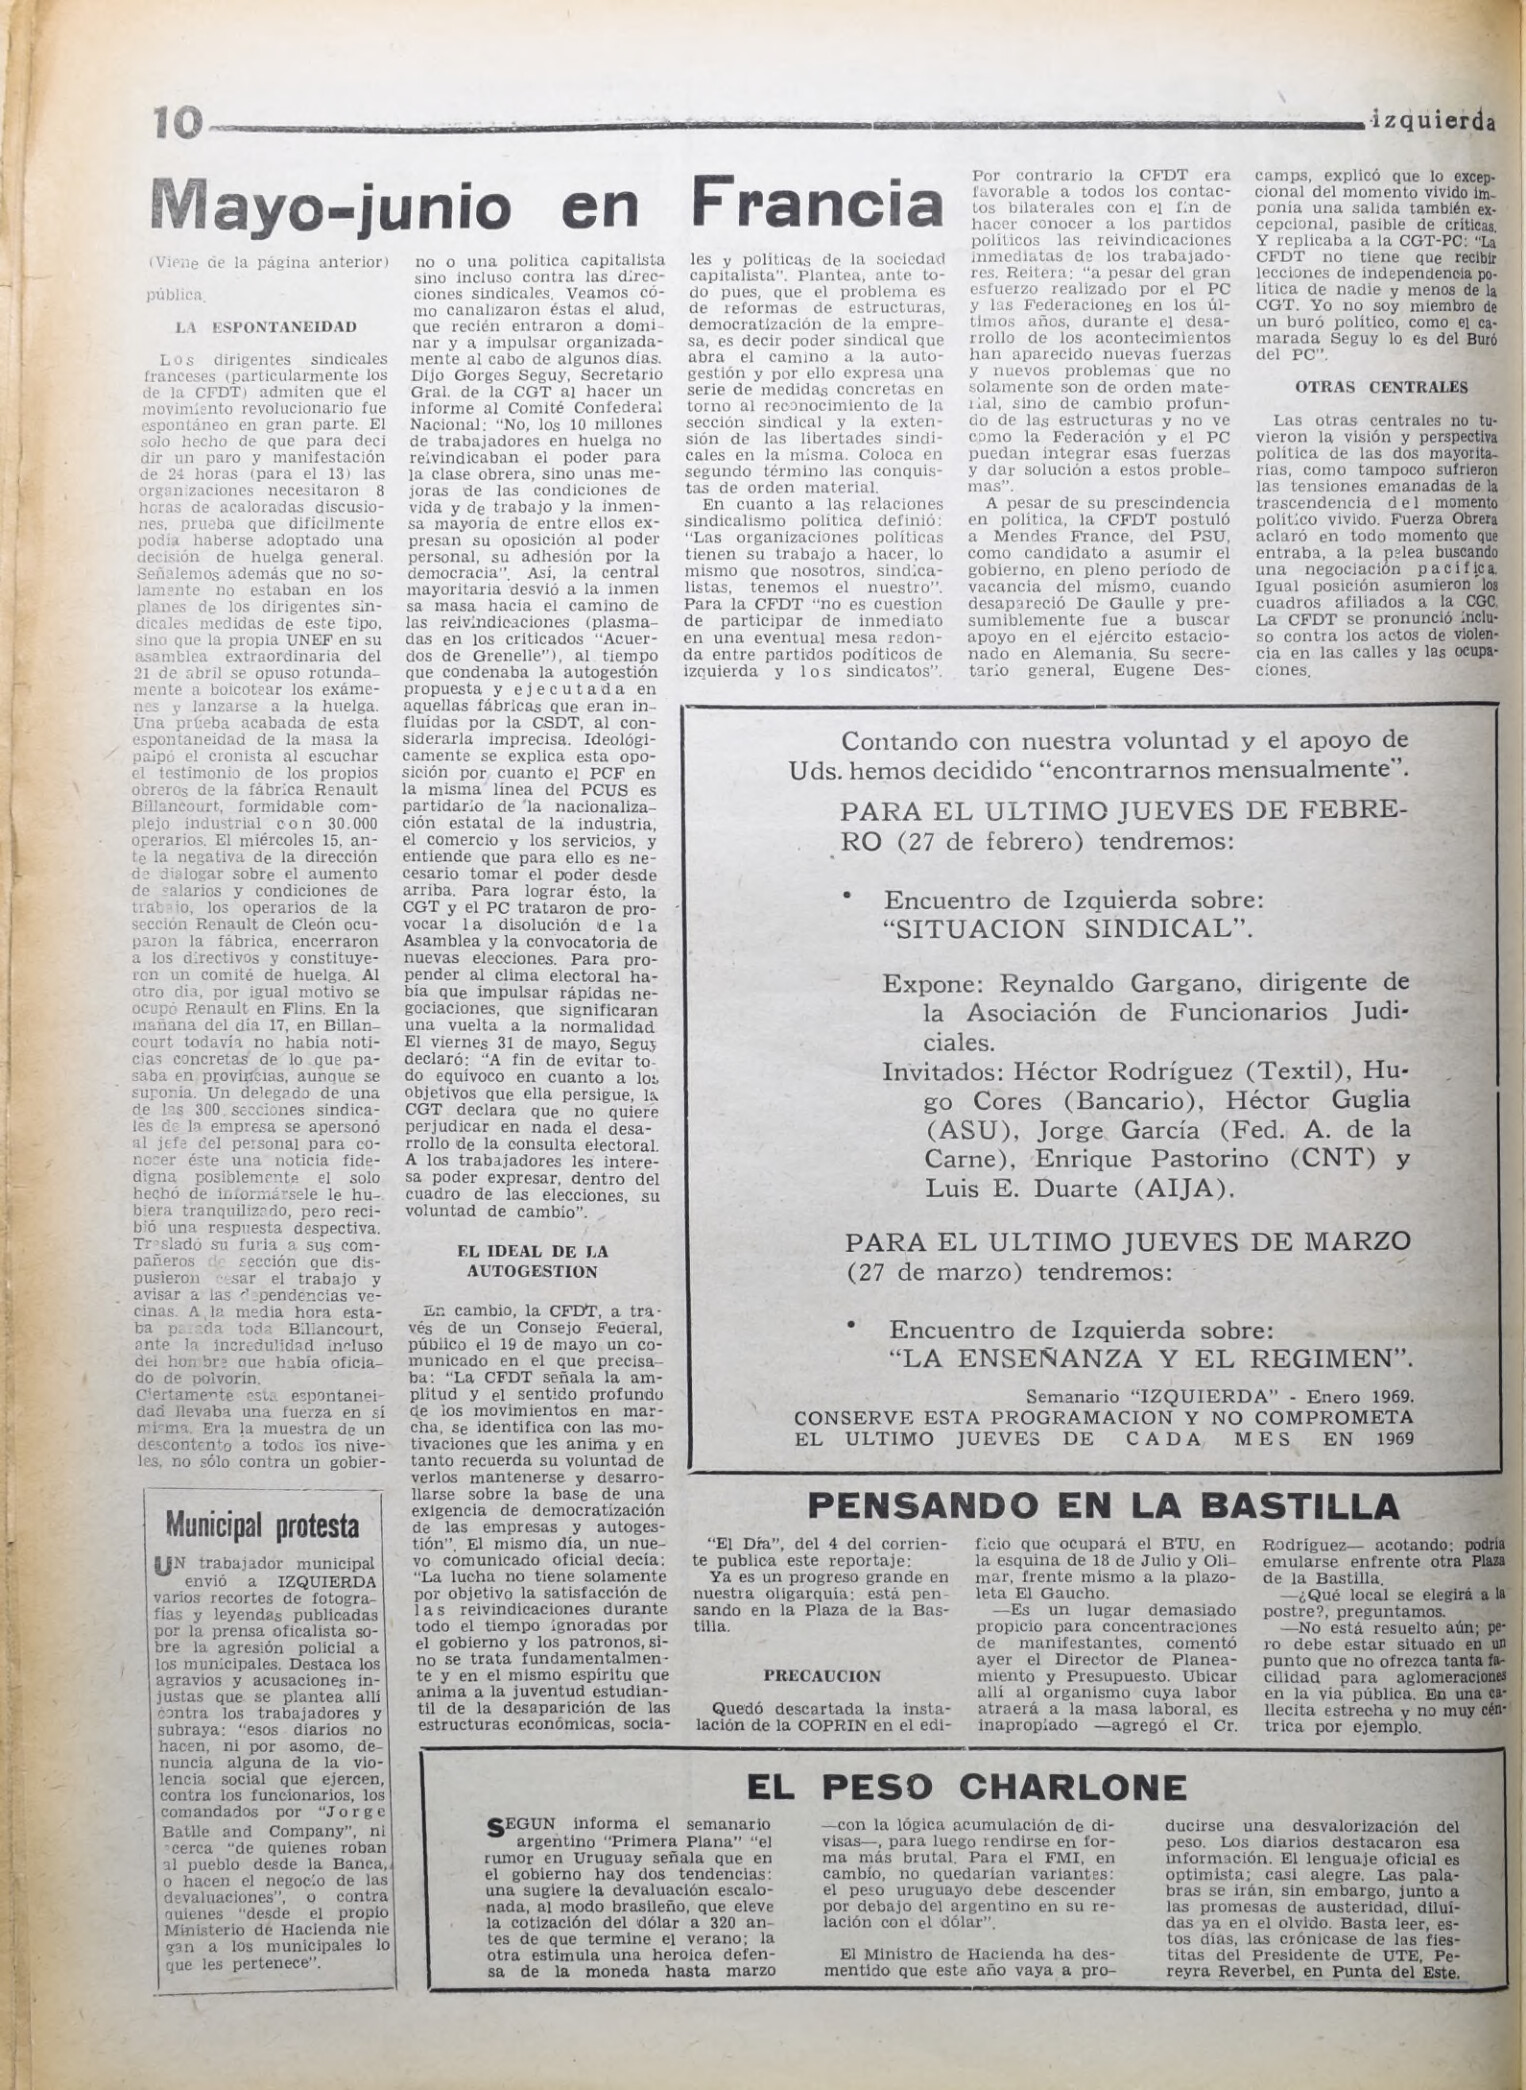 10
izquierda
Mayo-junio en Francia
(Viene de la página anterior)
pública.
LA ESPONTANEIDAD
Los dirigentes sindicales
franceses (particularmente los
de la CFDT) admiten que el
movimiento revolucionario fue
espontáneo en gran parte. El
solo hecho de que para deci
dir un paro y manifestación
de 24 horas (para el 13) las
organizaciones necesitaron 8
horas de acaloradas discusio-
nes, prueba que difícilmente
podía haberse adoptado una
decisión de huelga general.
Señalemos además que no so-
lamente no estaban en los
planes de los dirigentes sin-
dicales medidas de este tipo,
sino que la propia UNEF en su
asamblea extraordinaria del
21 de abril se opuso rotunda-
mente a boicotear los exáme-
nes y lanzarse a la huelga.
Una prueba acabada de esta
espontaneidad de la masa la
palpó el cronista al escuchar
el testimonio de los propios
obreros de la fábrica Renault
Billancourt, formidable com-
plejo industrial con 30.000
operarios. El miércoles 15, an-
te la negativa de la dirección
de dialogar sobre el aumento
de salarios y condiciones de
trabajo, los operarios de la
sección Renault de Cleón ocu-
paron la fábrica, encerraron
a los directivos y constituye-
ron un comité de huelga. Al
otro día, por igual motivo se
ocupó Renault en Flins. En la
mañana del día 17, en Billan-
court todavía no había noti-
cias concretas de lo que pa-
saba en provincias, aunque se
suponía. Un delegado de una
de las 300 secciones sindica-
les de la empresa se apersonó
al jefe del personal para co-
nocer éste una noticia fide-
digna posiblemente el solo
hechó de informársele le hu-
biera tranquilizado, pero reci-
bió una respuesta despectiva.
Trasladó su furia a sus com-
pañeros de sección que dis-
pusieron cesar el trabajo y
avisar a las dependencias ve-
cinas. A la media hora esta-
ba parada toda Billancourt,
ante la incredulidad incluso
del hombre que había oficia-
do de polvorín.
Ciertamente esta espontanei-
dad llevaba una fuerza en sí
misma. Era la muestra de un
descontento a todos los nive-
les, no sólo contra un gobier-
no o una política capitalista
sino incluso contra las direc-
ciones sindicales. Veamos có-
mo canalizaron éstas el alud,
que recién entraron a domi-
nar y a impulsar organizada-
mente al cabo de algunos días.
Dijo Gorges Seguy, Secretario
Gral. de la CGT al hacer un
informe al Comité Confederal
Nacional: "No, los 10 millones
de trabajadores en huelga no
reivindicaban el poder para
la clase obrera, sino unas me-
joras de las condiciones de
vida y de trabajo y la inmen-
sa mayoría de entre ellos ex-
presan su oposición al poder
personal, su adhesión por la
democracia". Así, la central
mayoritaria desvió a la inmen
sa masa hacia el camino de
las reivindicaciones (plasma-
das en los criticados "Acuer-
dos de Grenelle"), al tiempo
que condenaba la autogestión
propuesta y ejecutada en
aquellas fábricas que eran in-
fluidas por la CSDT, al con-
siderarla imprecisa. Ideológi-
camente se explica esta opo-
sición por cuanto el PCF en
la misma línea del PCUS es
partidario de la nacionaliza-
ción estatal de la industria,
el comercio y los servicios, y
entiende que para ello es ne-
cesario tomar el poder desde
arriba. Para lograr ésto, la
CGT y el PC trataron de pro-
vocar la disolución de la
Asamblea y la convocatoria de
nuevas elecciones. Para pro-
pender al clima electoral ha-
bía que impulsar rápidas ne-
gociaciones, que significaran
una vuelta a la normalidad
El viernes 31 de mayo, Seguy
declaró: "A fin de evitar to-
do equívoco en cuanto a los
objetivos que ella persigue, la
CGT declara que no quiere
perjudicar en nada el desa-
rrollo de la consulta electoral.
A los trabajadores les intere-
sa poder expresar, dentro del
cuadro de las elecciones, su
voluntad de cambio".
EL IDEAL DE LA
AUTOGESTION
En cambio, la CFDT, a tra-
vés de un Consejo Federal,
público el 19 de mayo un co-
municado en el que precisa-
ba: "La CFDT señala la am-
plitud y el sentido profundo
de los movimientos en mar-
cha, se identifica con las mo-
tivaciones que les anima y en
tanto recuerda su voluntad de
verlos mantenerse y desarro-
llarse sobre la base de una
exigencia de democratización
de las empresas y autoges-
tión". El mismo día, un nue-
vo comunicado oficial decía:
"La lucha no tiene solamente
por objetivo la satisfacción de
las reivindicaciones durante
todo el tiempo ignoradas por
el gobierno y los patronos, si-
no se trata fundamentalmen-
te y en el mismo espíritu que
anima a la juventud estudian-
til de la desaparición de las
estructuras económicas, socia-
les y políticas de la sociedad
capitalista". Plantea, ante to-
do pues, que el problema es
de reformas de estructuras,
democratización de la empre-
sa, es decir poder sindical que
abra el camino a la auto-
gestión y por ello expresa una
serie de medidas concretas en
torno al reconocimiento de la
sección sindical y la exten-
sión de las libertades sindi-
cales en la misma. Coloca en
segundo término las conquis-
tas de orden material.
En cuanto a las relaciones
sindicalismo política definió:
"Las organizaciones políticas
tienen su trabajo a hacer, lo
mismo que nosotros, sindica-
listas, tenemos el nuestro".
Para la CFDT "no es cuestion
de participar de inmediato
en una eventual mesa redon-
da entre partidos podíticos de
izquierda y los sindicatos".
Por contrario la CFDT era
favorable a todos los contac-
tos bilaterales con el fin de
hacer conocer a los partidos
políticos las reivindicaciones
inmediatas de los trabajado-
res. Reitera: "a pesar del gran
esfuerzo realizado por el PC
y las Federaciones en los úl-
timos años, durante el desa-
rrollo de los acontecimientos
han aparecido nuevas fuerzas
y nuevos problemas que no
solamente son de orden mate-
rial, sino de cambio profun-
do de las estructuras y no ve
como la Federación y el PC
puedan integrar esas fuerzas
y dar solución a estos proble-
mas".
A pesar de su prescindencia
en política, la CFDT postuló
a Mendes France, del PSU,
como candidato a asumir el
gobierno, en pleno período de
vacancia del mismo, cuando
desapareció De Gaulle y pre-
sumiblemente fue a buscar
apoyo en el ejército estacio-
nado en Alemania. Su secre-
tario general, Eugene Des-
camps, explicó que lo excep-
cional del momento vivido im-
ponía una salida también ex-
cepcional, pasible de críticas.
Y replicaba a la CGT-PC: "La
CFDT no tiene que recibir
lecciones de independencia po-
lítica de nadie y menos de la
CGT. Yo no soy miembro de
un buró político, como el ca-
marada Seguy lo es del Buró
del PC".
OTRAS CENTRALES
Las otras centrales no tu-
vieron la visión y perspectiva
política de las dos mayorita-
rias, como tampoco sufrieron
las tensiones emanadas de la
trascendencia del momento
político vivido. Fuerza Obrera
aclaró en todo momento que
entraba, a la pelea buscando
una negociación pacífica.
Igual posición asumieron los
cuadros afiliados a la CGC.
La CFDT se pronunció inclu-
so contra los actos de violen-
cia en las calles y las ocupa-
ciones.
Contando con nuestra voluntad y el apoyo de
Uds. hemos decidido "encontrarnos mensualmente".
PARA EL ULTIMO JUEVES DE FEBRE-
RO (27 de febrero) tendremos:
• Encuentro de Izquierda sobre:
"SITUACION SINDICAL".
Expone: Reynaldo Gargano, dirigente de
la Asociación de Funcionarios Judi-
ciales.
Invitados: Héctor Rodríguez (Textil), Hu-
go Cores (Bancario), Héctor Guglia
(ASU), Jorge García (Fed. A. de la
Carne), Enrique Pastorino (CNT) y
Luis E. Duarte (AIJA).
PARA EL ULTIMO JUEVES DE MARZO
(27 de marzo) tendremos:
• Encuentro de Izquierda sobre:
"LA ENSEÑANZA Y EL REGIMEN".
Semanario "IZQUIERDA" - Enero 1969.
CONSERVE ESTA PROGRAMACION Y NO COMPROMETA
EL ULTIMO JUEVES DE CADA MES EN 1969
Municipal protesta
UN trabajador municipal
envió a IZQUIERDA
varios recortes de fotogra-
fías y leyendas publicadas
por la prensa oficalista so-
bre la agresión policial a
los municipales. Destaca los
agravios y acusaciones in-
justas que se plantea allí
contra los trabajadores y
subraya: "esos diarios no
hacen, ni por asomo, de-
nuncia alguna de la vio-
lencia social que ejercen,
contra los funcionarios, los
comandados por "Jorge
Batlle and Company", ni
cerca "de quienes roban
al pueblo desde la Banca,
o hacen el negocio de las
devaluaciones", o contra
quienes "desde el propio
Ministerio de Hacienda nie
gan a los municipales lo
que les pertenece".
PENSANDO EN LA BASTILLA
"El Día", del 4 del corrien-
te publica este reportaje:
Ya es un progreso grande en
nuestra oligarquía: está pen-
sando en la Plaza de la Bas-
tilla.
PRECAUCION
Quedó descartada la insta-
lación de la COPRIN en el edi-
ficio que ocupará el BTU, en
la esquina de 18 de Julio y Oli-
mar, frente mismo a la plazo-
leta El Gaucho.
—Es un lugar demasiado
propicio para concentraciones
de manifestantes, comentó
ayer el Director de Planea-
miento y Presupuesto. Ubicar
allí al organismo cuya labor
atraerá a la masa laboral, es
inapropiado —agregó el Cr.
Rodríguez— acotando: podría
emularse enfrente otra Plaza
de la Bastilla.
—¿Qué local se elegirá a la
postre?, preguntamos.
—No está resuelto aún; pe-
ro debe estar situado en un
punto que no ofrezca tanta fa-
cilidad para aglomeraciones
en la vía pública. En una ca-
llecita estrecha y no muy cén-
trica por ejemplo.
EL PESO CHARLONE
SEGUN informa el semanario
argentino "Primera Plana" "el
rumor en Uruguay señala que en
el gobierno hay dos tendencias:
una sugiere la devaluación escalo-
nada, al modo brasileño, que eleve
la cotización del dólar a 320 an-
tes de que termine el verano; la
otra estimula una heroica defen-
sa de la moneda hasta marzo
—con la lógica acumulación de di-
visas—, para luego rendirse en for-
ma más brutal. Para el FMI, en
cambio, no quedarían variantes:
el peso uruguayo debe descender
por debajo del argentino en su re-
lación con el dólar".
El Ministro de Hacienda ha des-
mentido que este año vaya a pro-
ducirse una desvalorización del
peso. Los diarios destacaron esa
información. El lenguaje oficial es
optimista; casi alegre. Las pala-
bras se irán, sin embargo, junto a
las promesas de austeridad, diluí-
das ya en el olvido. Basta leer, es-
tos días, las crónicase de las fies-
titas del Presidente de UTE, Pe-
reyra Reverbel, en Punta del Este.